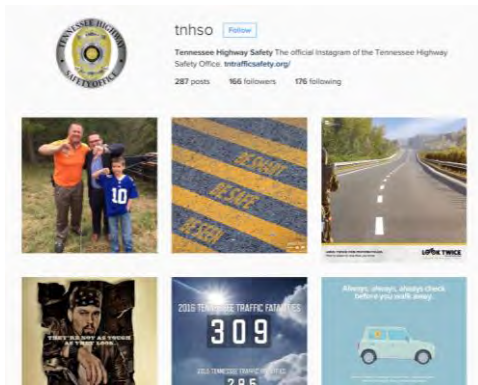 TENNESSEE HIGHWAY
SAFETY OFFICE
tnhso Follow
Tennessee Highway Safety The official Instagram of the Tennessee Highway
Safety Office. tntrafficsafety.org/
287 posts 166 followers 176 following
10
BE SMART
BE SAFE
BE SEEN
LOOK TWICE
THEY'RE NOT AS TOUGH
AS THEY LOOK.
2016 TENNESSEE TRAFFIC FATALITIES
309
2015 TENNESSEE TRAFFIC FATALITIES
285
Always, always, always check
before you walk away.